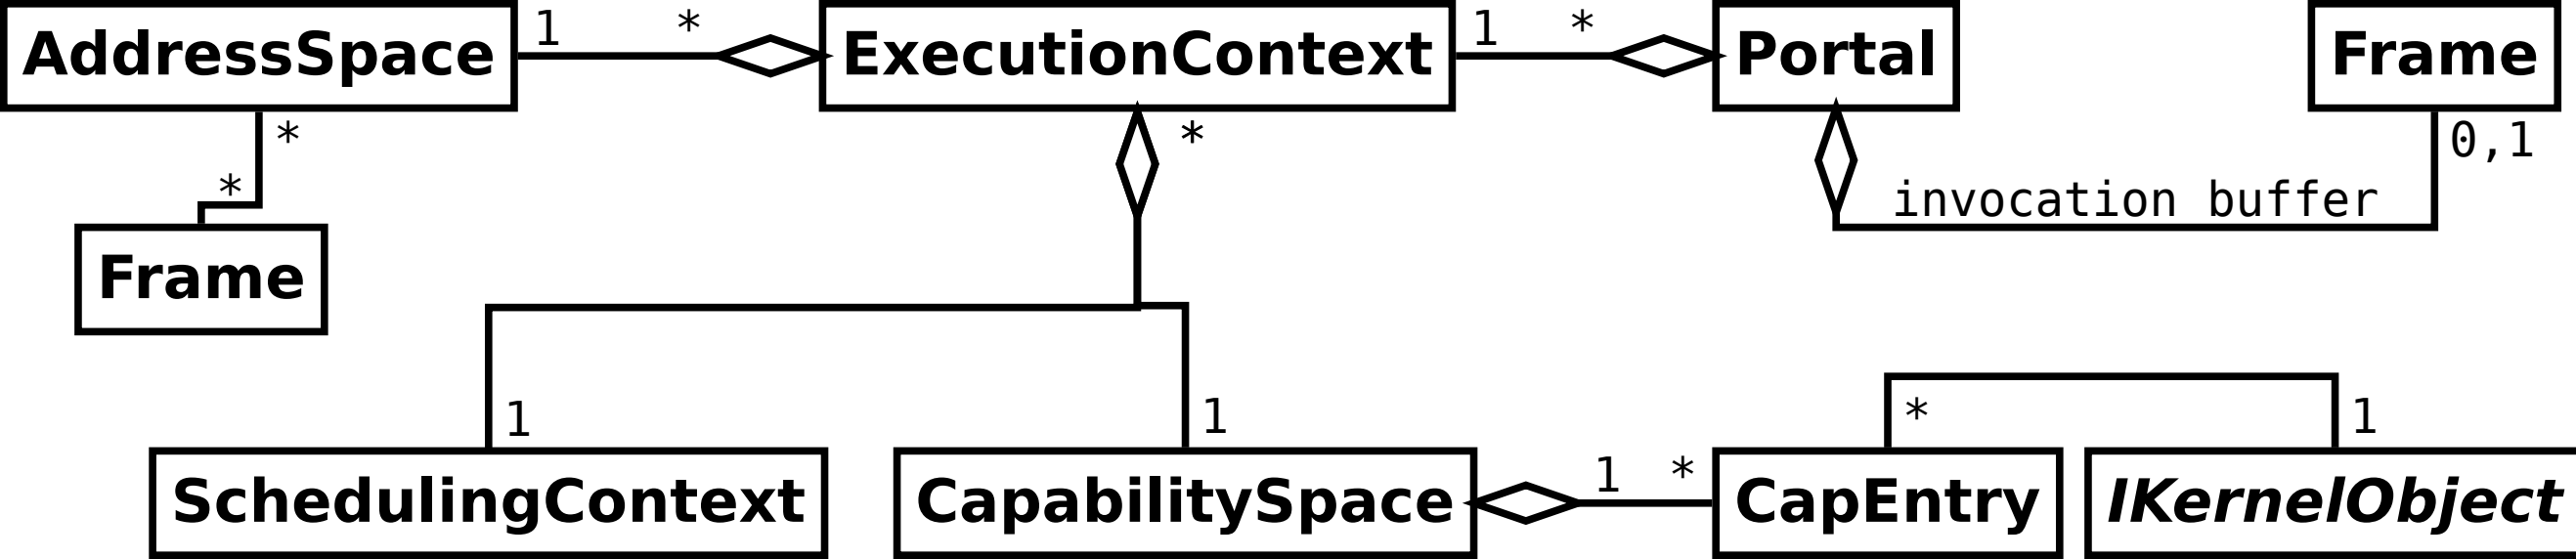 AddressSpace 1 * ExecutionContext 1 * Portal Frame
* * 0,1
* invocation buffer
Frame
1 1 * 1
SchedulingContext CapabilitySpace 1 * CapEntry IKernelObject